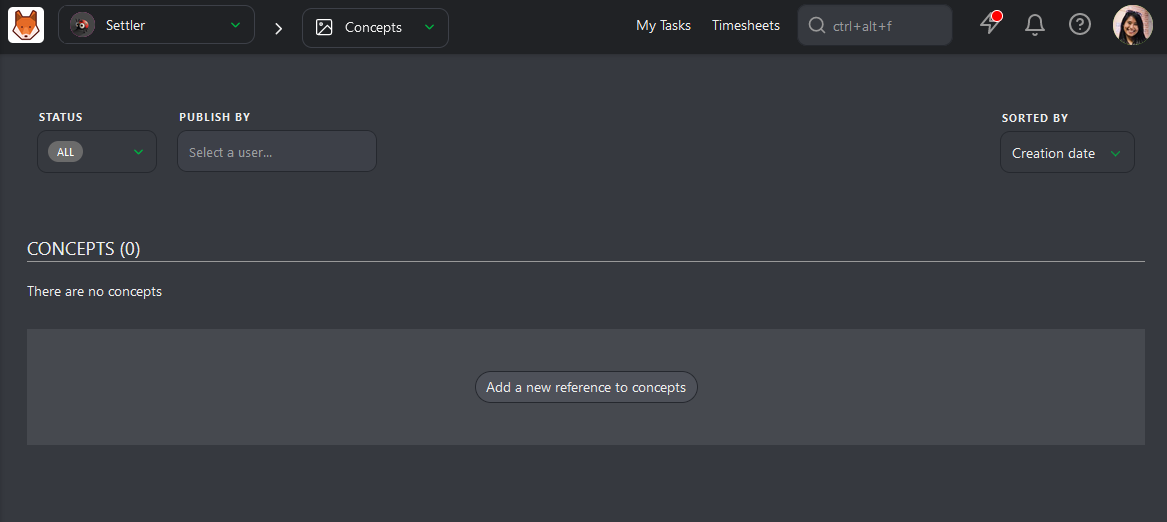 Settler
Concepts
My Tasks
Timesheets
ctrl+alt+f
STATUS
PUBLISH BY
SORTED BY
ALL
Select a user...
Creation date
CONCEPTS (0)
There are no concepts
Add a new reference to concepts